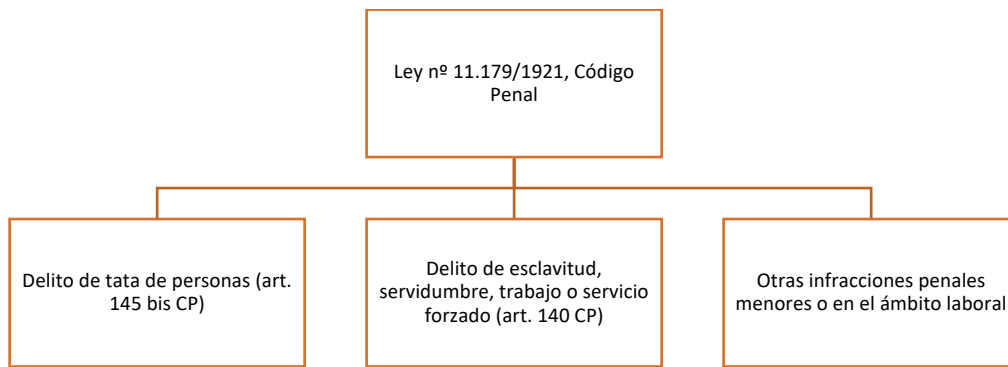 Ley nº 11.179/1921, Código
Penal
Delito de tata de personas (art.
145 bis CP)
Delito de esclavitud,
servidumbre, trabajo o servicio
forzado (art. 140 CP)
Otras infracciones penales
menores o en el ámbito laboral